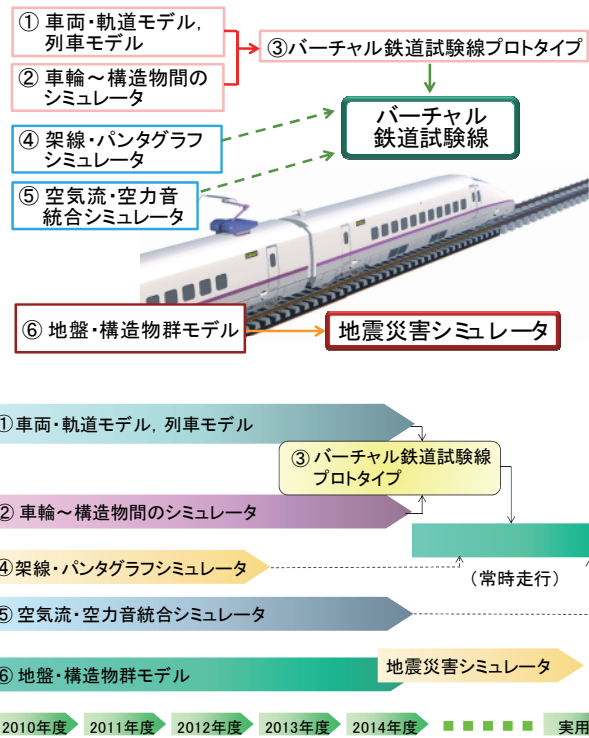 ① 車両・軌道モデル,
列車モデル
③バーチャル鉄道試験線プロトタイプ
② 車輪～構造物間の
シミュレータ
バーチャル
鉄道試験線
④ 架線・パンタグラフ
シミュレータ
⑤ 空気流・空力音
統合シミュレータ
⑥ 地盤・構造物群モデル
地震災害シミュレータ
①車両・軌道モデル, 列車モデル
③ バーチャル鉄道試験線
プロトタイプ
② 車輪～構造物間のシミュレータ
④架線・パンタグラフシミュレータ
（常時走行）
⑤ 空気流・空力音統合シミュレータ
⑥ 地盤・構造物群モデル
地震災害シミュレータ
2010年度 2011年度 2012年度 2013年度 2014年度 実用